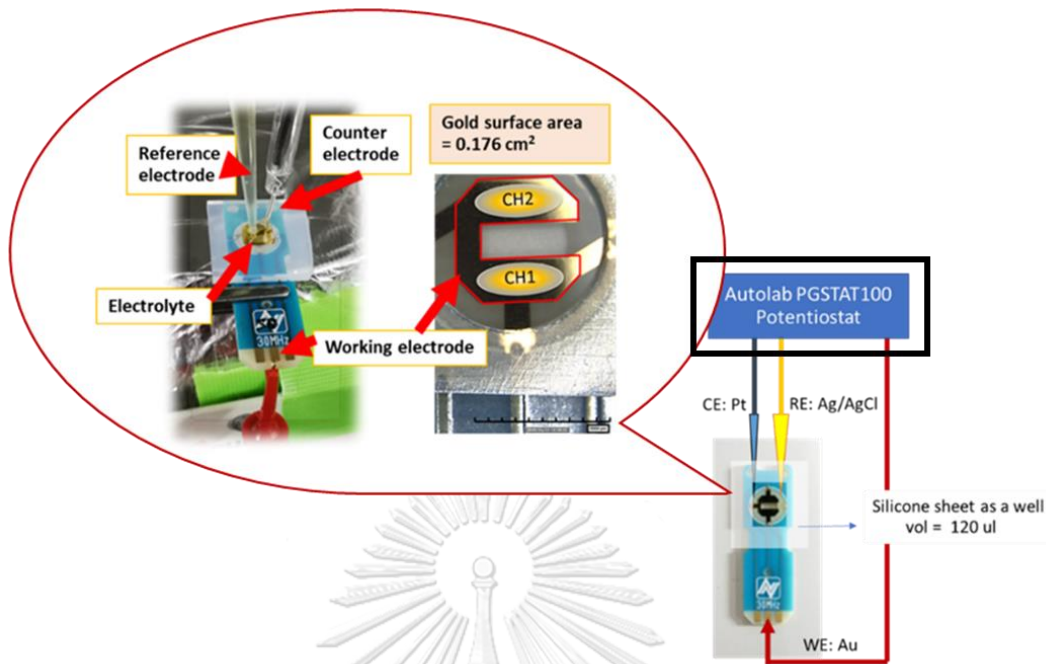 Reference
electrode
Counter
electrode
Gold surface area
= 0.176 cm²
CH2
CH1
Electrolyte
30MHz
Working electrode
Autolab PGSTAT100
Potentiostat
CE: Pt
RE: Ag/AgCl
Silicone sheet as a well
vol = 120 ul
30MHz
WE: Au